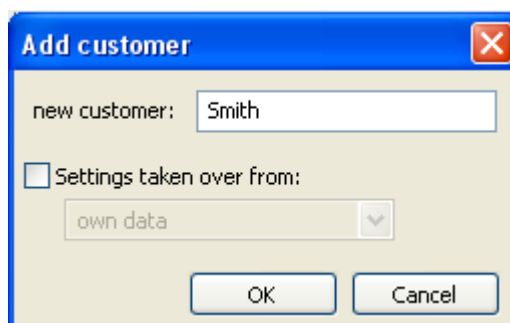 Add customer
new customer: Smith
Settings taken over from:
own data
OK Cancel